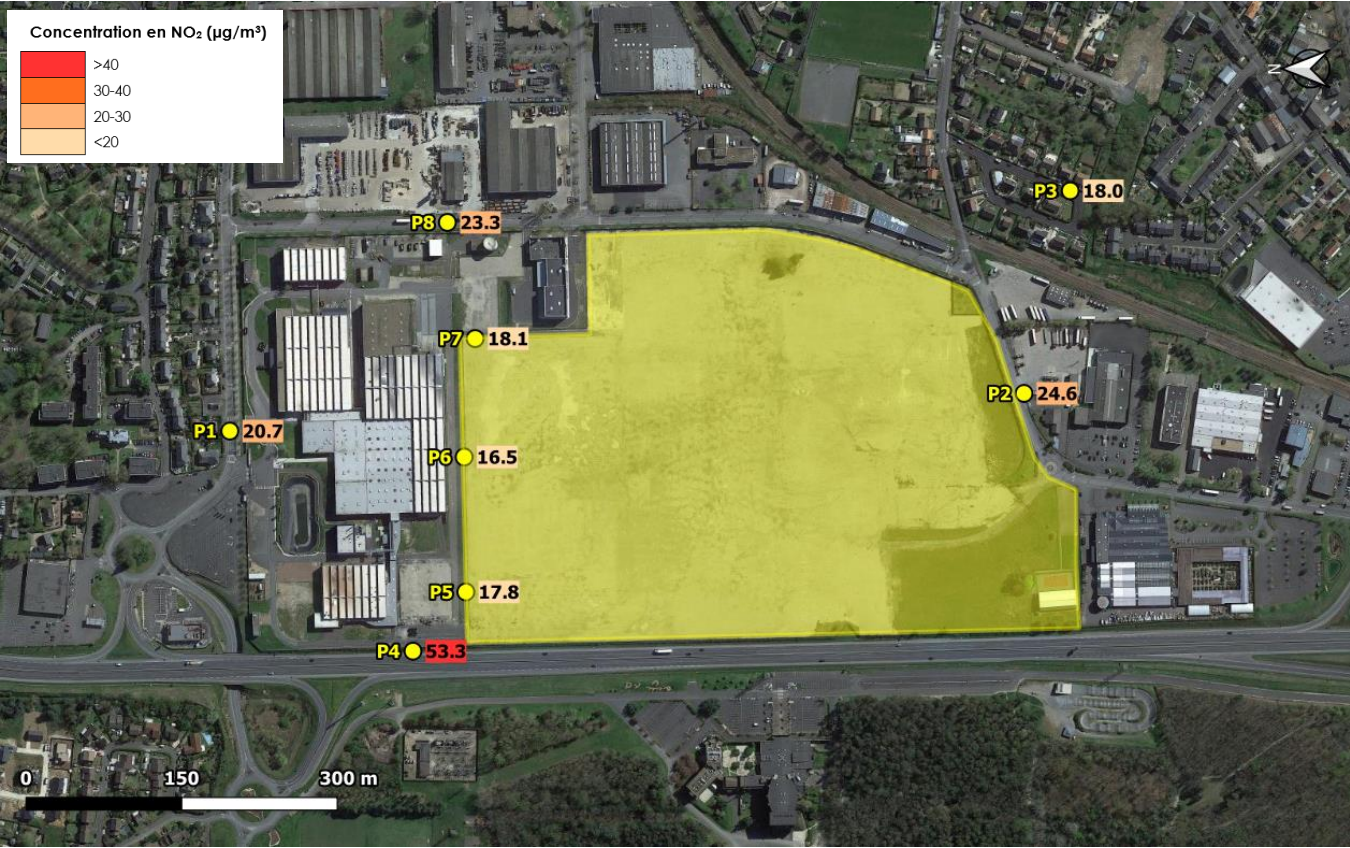 Concentration en NO₂ (µg/m³)
>40
30-40
20-30
<20
N
P3 18.0
P8 23.3
P7 18.1
P2 24.6
P1 20.7
P6 16.5
P5 17.8
P4 53.3
0 150 300 m